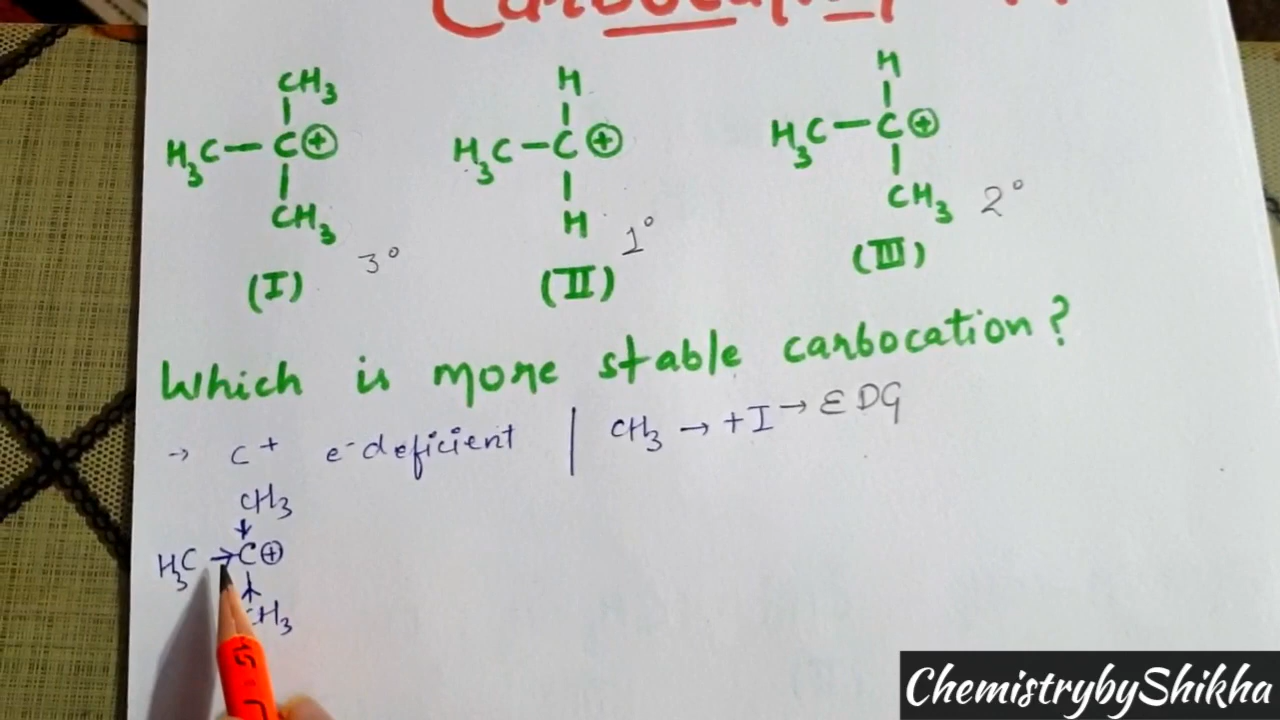 Carbocation
CH3 H H
H3C-C⊕ H3C-C⊕ H3C-C⊕
CH3 H CH3
3° 1° 2°
(I) (II) (III)
Which is more stable carbocation?
→ C+ e-deficient | CH3 → +I → EDG
CH3
H3C→C⊕
CH3
15
ChemistrybyShikha